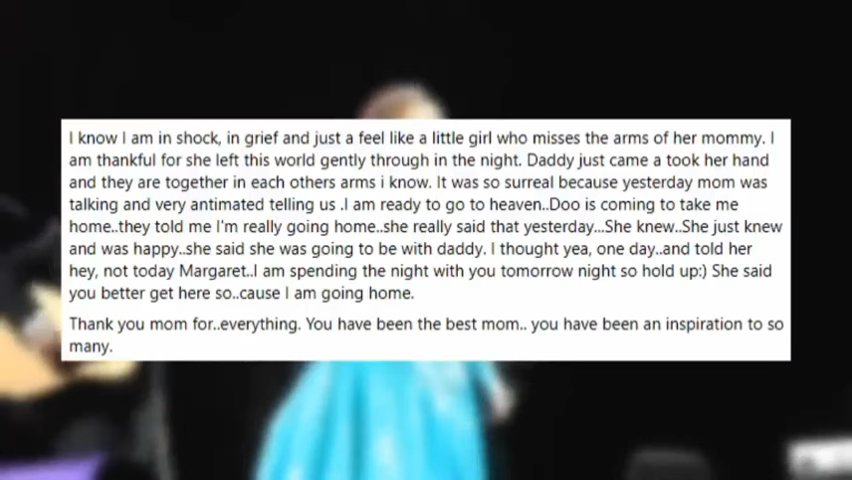 I know I am in shock, in grief and just a feel like a little girl who misses the arms of her mommy. I
am thankful for she left this world gently through in the night. Daddy just came a took her hand
and they are together in each others arms i know. It was so surreal because yesterday mom was
talking and very antimated telling us .I am ready to go to heaven..Doo is coming to take me
home..they told me I'm really going home..she really said that yesterday...She knew..She just knew
and was happy..she said she was going to be with daddy. I thought yea, one day..and told her
hey, not today Margaret..I am spending the night with you tomorrow night so hold up:) She said
you better get here so..cause I am going home.
Thank you mom for..everything. You have been the best mom.. you have been an inspiration to so
many.